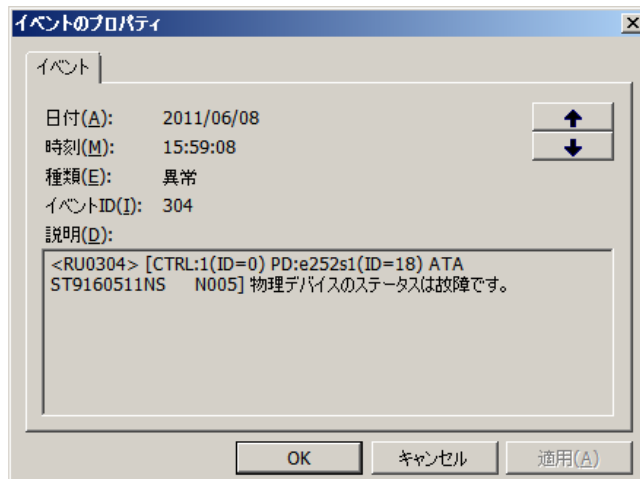 イベントのプロパティ
イベント
日付(A): 2011/06/08
時刻(M): 15:59:08
種類(E): 異常
イベントID(I): 304
説明(D):
<RU0304> [CTRL:1(ID=0) PD:e252s1(ID=18) ATA
ST9160511NS N005] 物理デバイスのステータスは故障です。
OK キャンセル 適用(A)